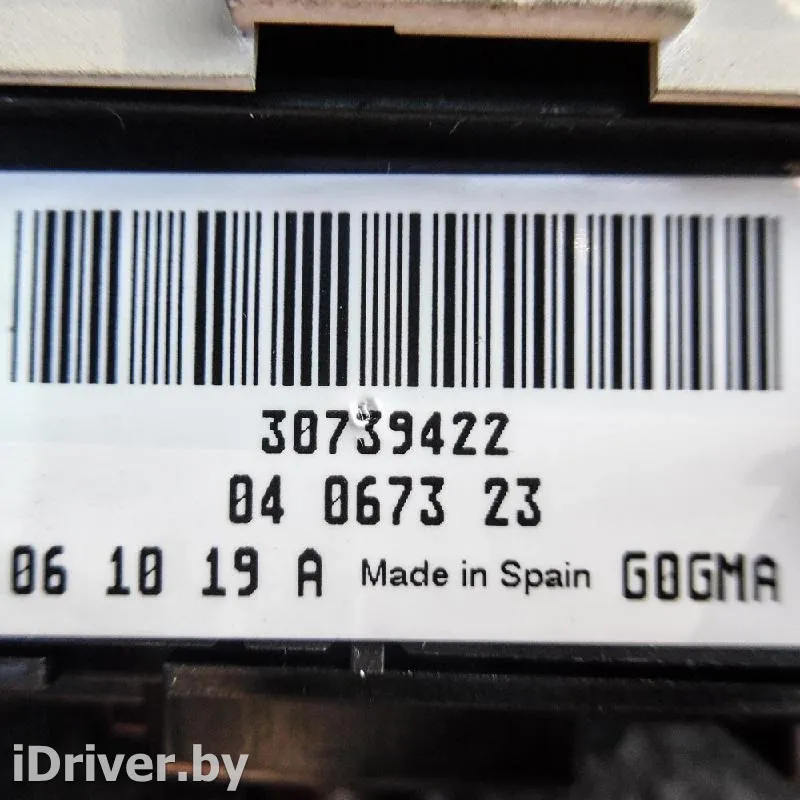 30739422
04 0673 23
06 10 19 A Made in Spain G0GMA
iDriver.by